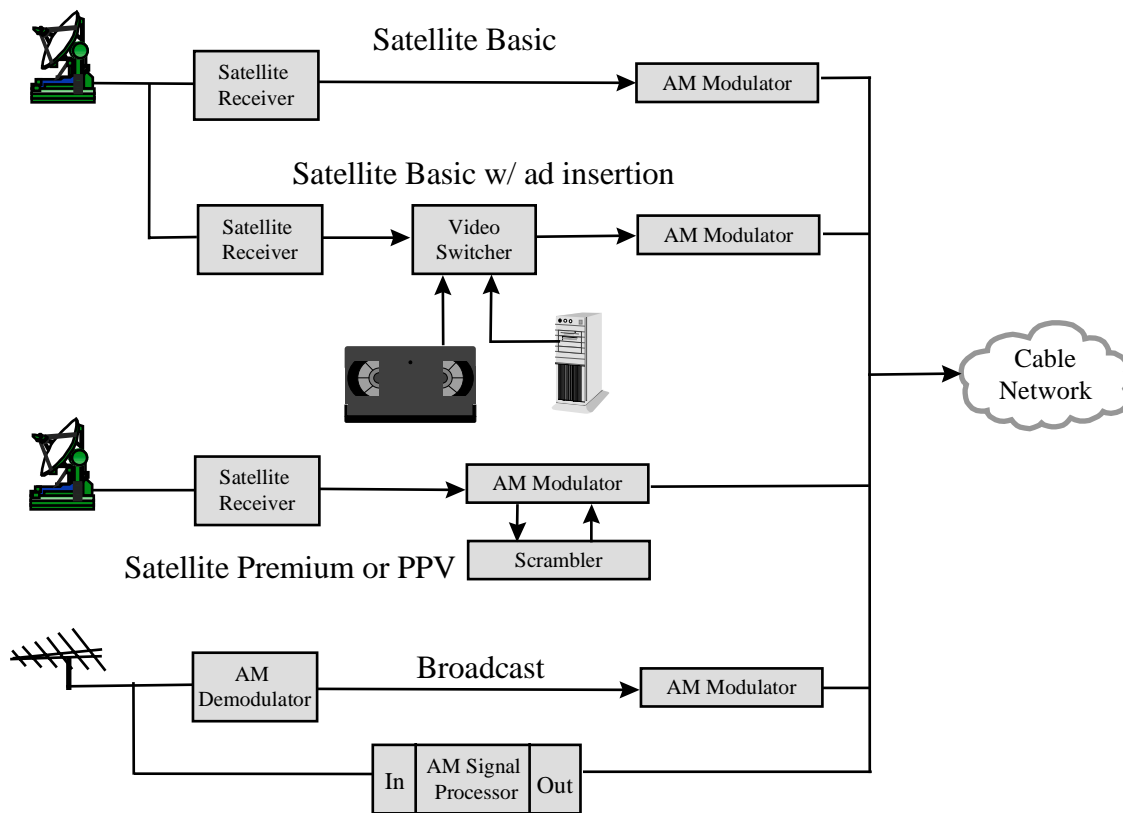 Satellite Basic
Satellite
Receiver
AM Modulator
Satellite Basic w/ ad insertion
Satellite
Receiver
Video
Switcher
AM Modulator
Cable
Network
Satellite
Receiver
AM Modulator
Scrambler
Satellite Premium or PPV
AM
Demodulator
Broadcast
AM Modulator
In
AM Signal
Processor
Out